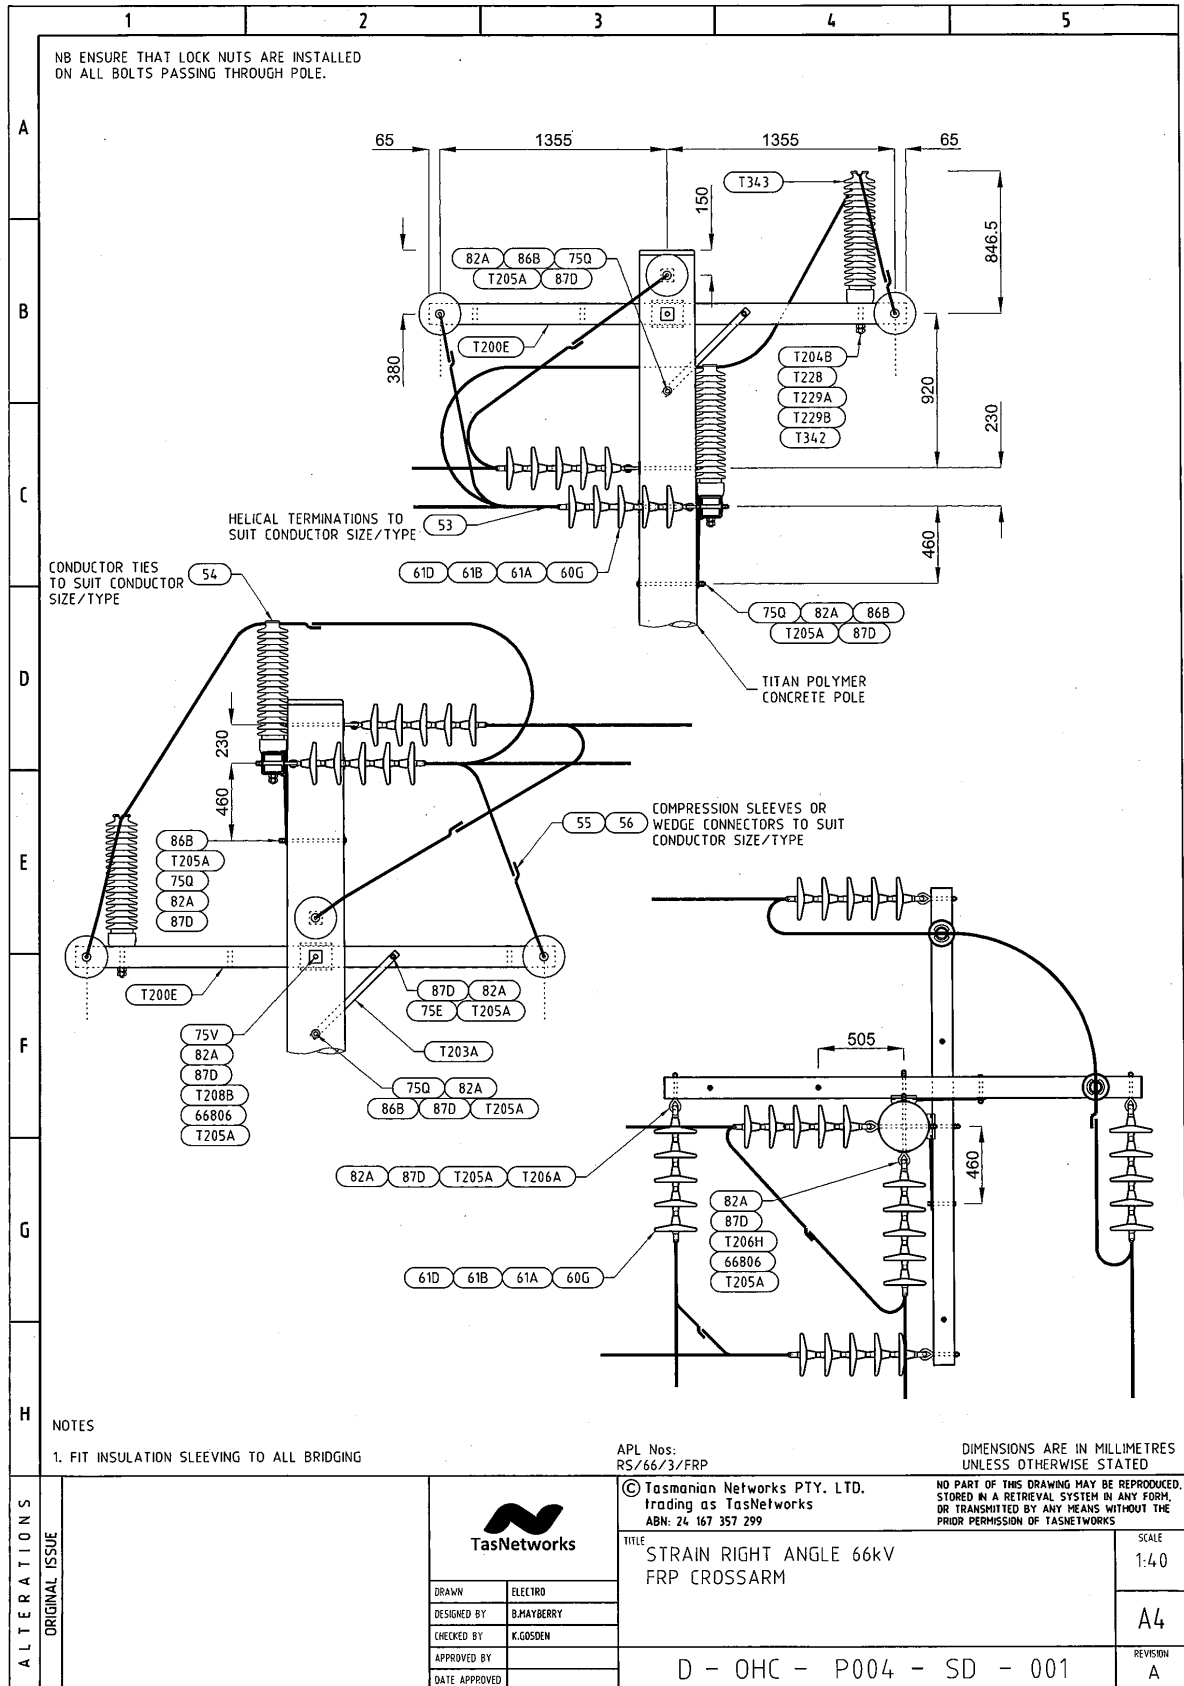 1 2 3 4 5
NB ENSURE THAT LOCK NUTS ARE INSTALLED
ON ALL BOLTS PASSING THROUGH POLE.
A
65 1355 1355 65
T343
150
846.5
82A 86B 75Q
T205A 87D
B
T200E
380
T204B
T228
T229A
T229B
T342
920
230
C
HELICAL TERMINATIONS TO
SUIT CONDUCTOR SIZE/TYPE
53
460
61D 61B 61A 60G
CONDUCTOR TIES
TO SUIT CONDUCTOR
SIZE/TYPE
54
75Q 82A 86B
T205A 87D
D
TITAN POLYMER
CONCRETE POLE
230
460
55 56
COMPRESSION SLEEVES OR
WEDGE CONNECTORS TO SUIT
CONDUCTOR SIZE/TYPE
E
86B
T205A
75Q
82A
87D
T200E
87D 82A
75E T205A
F
75V
82A
87D
T208B
66806
T205A
T203A
75Q 82A
86B 87D T205A
505
460
82A 87D T205A T206A
G
82A
87D
T206H
66806
T205A
61D 61B 61A 60G
H
NOTES
1. FIT INSULATION SLEEVING TO ALL BRIDGING
APL Nos:
RS/66/3/FRP
DIMENSIONS ARE IN MILLIMETRES
UNLESS OTHERWISE STATED
ALTERATIONS
ORIGINAL ISSUE
TasNetworks
© Tasmanian Networks PTY. LTD.
trading as TasNetworks
ABN: 24 167 357 299
NO PART OF THIS DRAWING MAY BE REPRODUCED,
STORED IN A RETRIEVAL SYSTEM IN ANY FORM,
OR TRANSMITTED BY ANY MEANS WITHOUT THE
PRIOR PERMISSION OF TASNETWORKS
TITLE
STRAIN RIGHT ANGLE 66kV
FRP CROSSARM
SCALE
1:40
A4
DRAWN ELECTRO
DESIGNED BY B.MAYBERRY
CHECKED BY K.GOSDEN
APPROVED BY
DATE APPROVED
D - OHC - P004 - SD - 001
REVISION
A